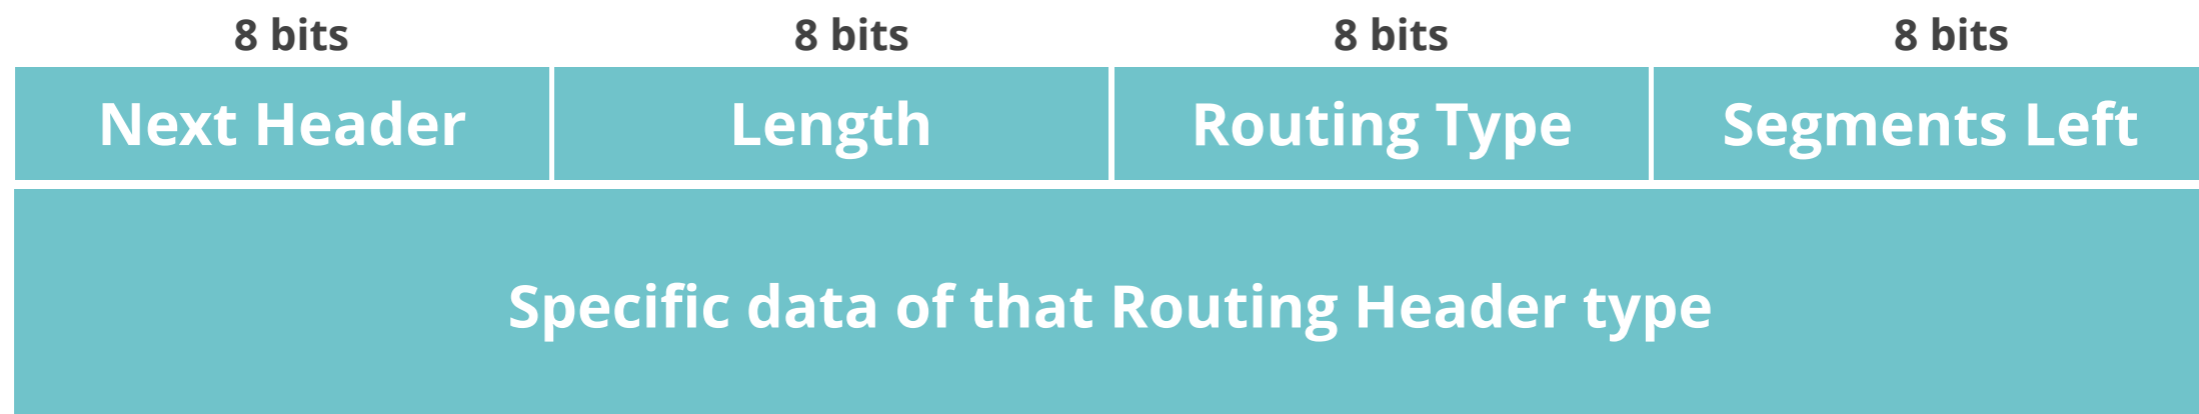 8 bits 8 bits 8 bits 8 bits
Next Header Length Routing Type Segments Left
Specific data of that Routing Header type